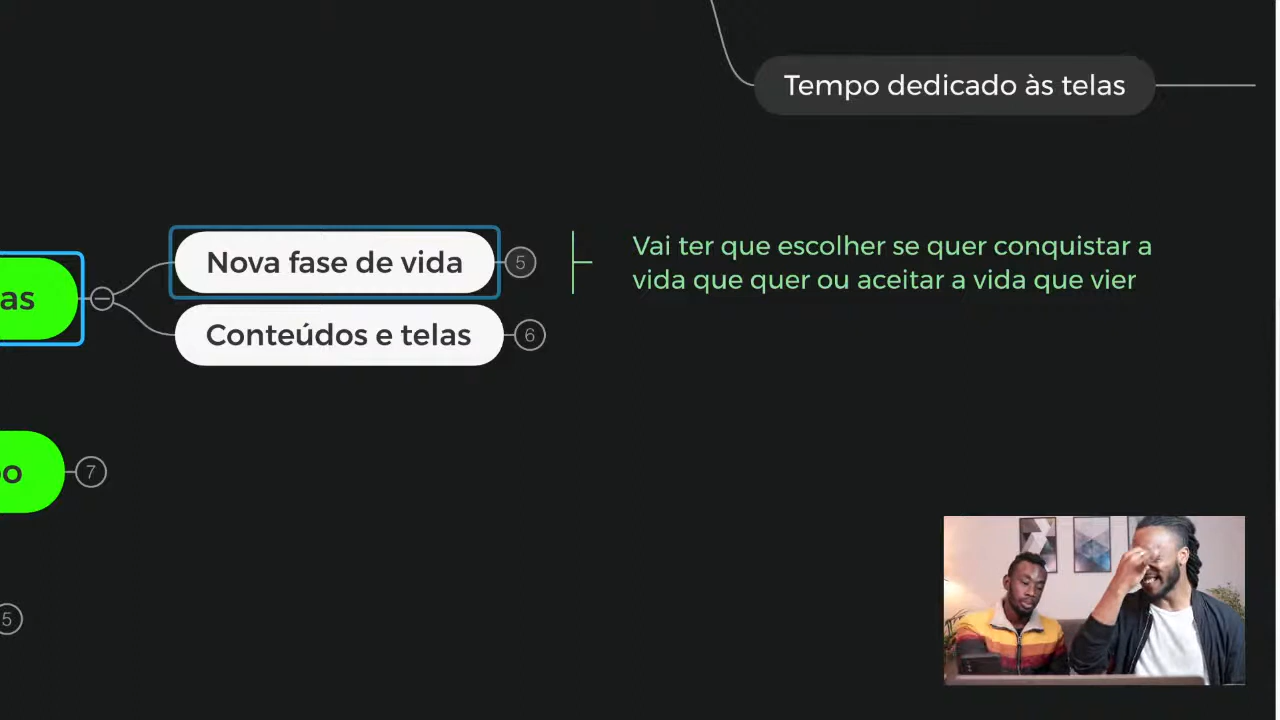 Tempo dedicado às telas
Nova fase de vida
5
Vai ter que escolher se quer conquistar a
vida que quer ou aceitar a vida que vier
as
Conteúdos e telas
6
po
7
5